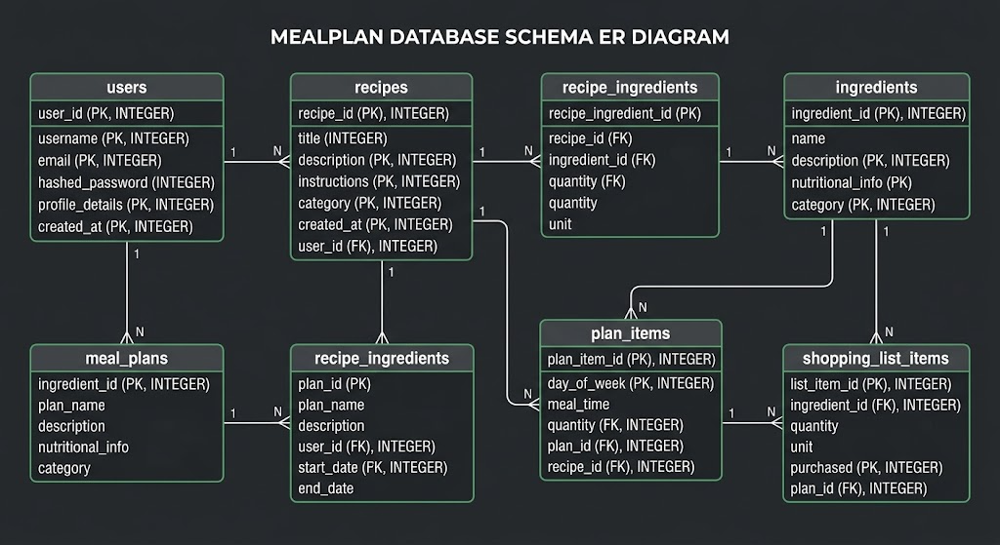 MEALPLAN DATABASE SCHEMA ER DIAGRAM
users
user_id (PK, INTEGER)
username (PK, INTEGER)
email (PK, INTEGER)
hashed_password (INTEGER)
profile_details (PK, INTEGER)
created_at (PK, INTEGER)
1
N
recipes
recipe_id (PK), INTEGER)
title (INTEGER)
description (PK, INTEGER)
instructions (PK, INTEGER)
category (PK, INTEGER)
created_at (PK, INTEGER)
user_id (FK), INTEGER)
1
N
recipe_ingredients
recipe_ingredient_id (PK)
recipe_id (FK)
ingredient_id (FK)
quantity (FK)
quantity
unit
1
N
ingredients
ingredient_id (PK), INTEGER)
name
description (PK, INTEGER)
nutritional_info (PK)
category (PK, INTEGER)
1
N
1
1
N
1
N
1
N
meal_plans
ingredient_id (PK, INTEGER)
plan_name
description
nutritional_info
category
1
N
recipe_ingredients
plan_id (PK)
plan_name
description
user_id (FK), INTEGER)
start_date (PK, INTEGER)
end_date
plan_items
plan_item_id (PK), INTEGER)
day_of_week (PK, INTEGER)
meal_time
quantity (FK, INTEGER)
plan_id (FK), INTEGER)
recipe_id (FK), INTEGER)
1
N
shopping_list_items
list_item_id (PK), INTEGER)
ingredient_id (FK), INTEGER)
quantity
unit
purchased (PK, INTEGER)
plan_id (FK), INTEGER)